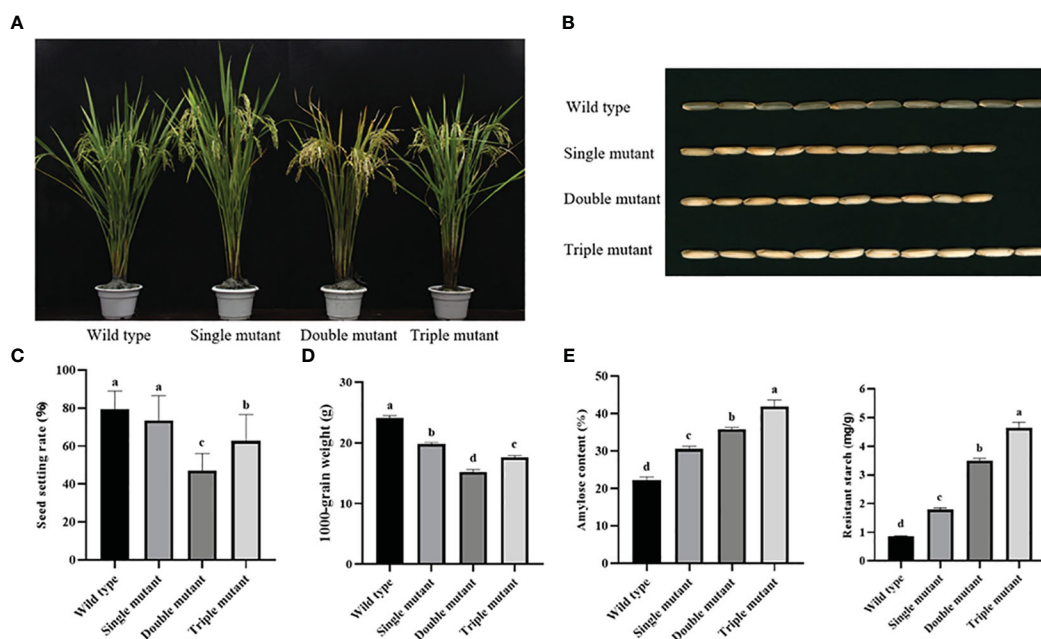 A
Wild type Single mutant Double mutant Triple mutant
B
Wild type
Single mutant
Double mutant
Triple mutant
C
Seed setting rate (%)
100
80
60
40
20
0
a
a
c
b
Wild type
Single mutant
Double mutant
Triple mutant
D
1000-grain weight (g)
30
20
10
0
a
b
d
c
Wild type
Single mutant
Double mutant
Triple mutant
E
Amylose content (%)
50
40
30
20
10
0
d
c
b
a
Wild type
Single mutant
Double mutant
Triple mutant
Resistant starch (mg/g)
6
5
4
3
2
1
0
d
c
b
a
Wild type
Single mutant
Double mutant
Triple mutant